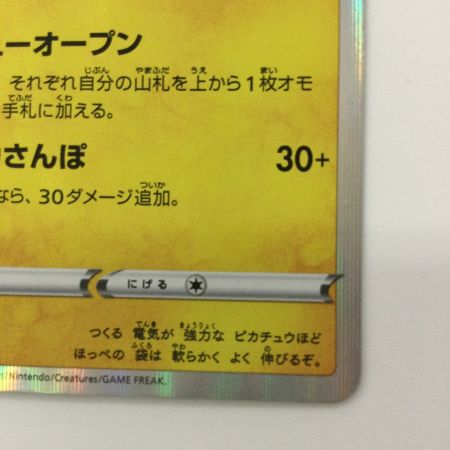 ューオープン
それぞれ自分の山札を上から1枚オモ
手札に加える。
さんぽ 30+
なら、30ダメージ追加。
にげる
つくる 電気が 強力な ピカチュウほど
ほっぺの 袋は 軟らかく よく 伸びるぞ。
/Nintendo/Creatures/GAME FREAK.